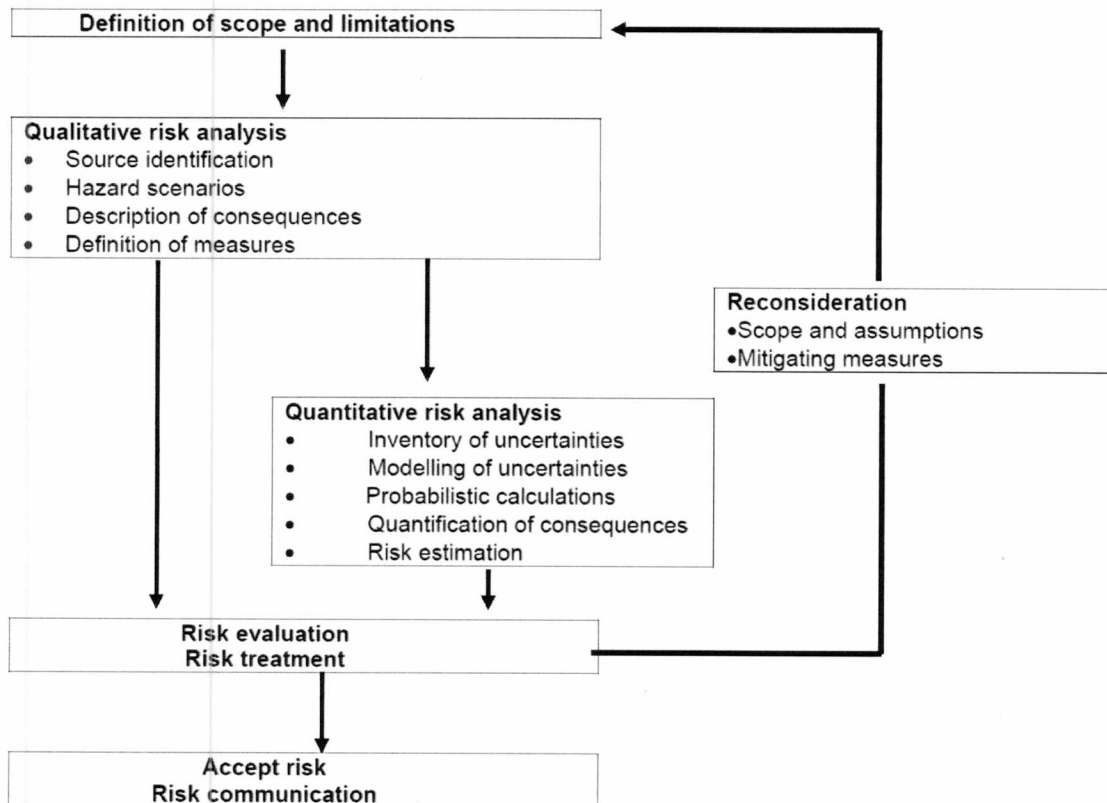 Definition of scope and limitations
Qualitative risk analysis
• Source identification
• Hazard scenarios
• Description of consequences
• Definition of measures
Reconsideration
•Scope and assumptions
•Mitigating measures
Quantitative risk analysis
• Inventory of uncertainties
• Modelling of uncertainties
• Probabilistic calculations
• Quantification of consequences
• Risk estimation
Risk evaluation
Risk treatment
Accept risk
Risk communication